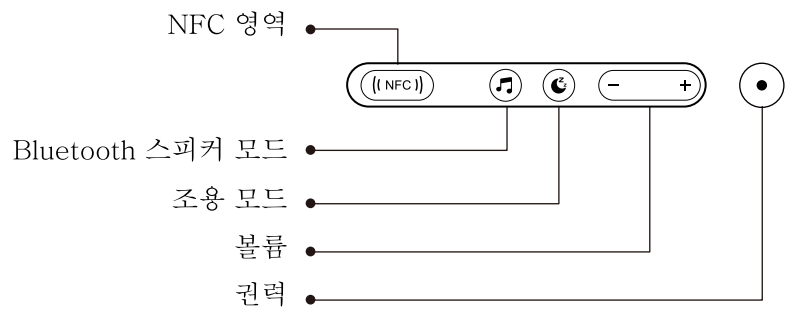 NFC 영역
((NFC))
− +
Bluetooth 스피커 모드
조용 모드
볼륨
권력